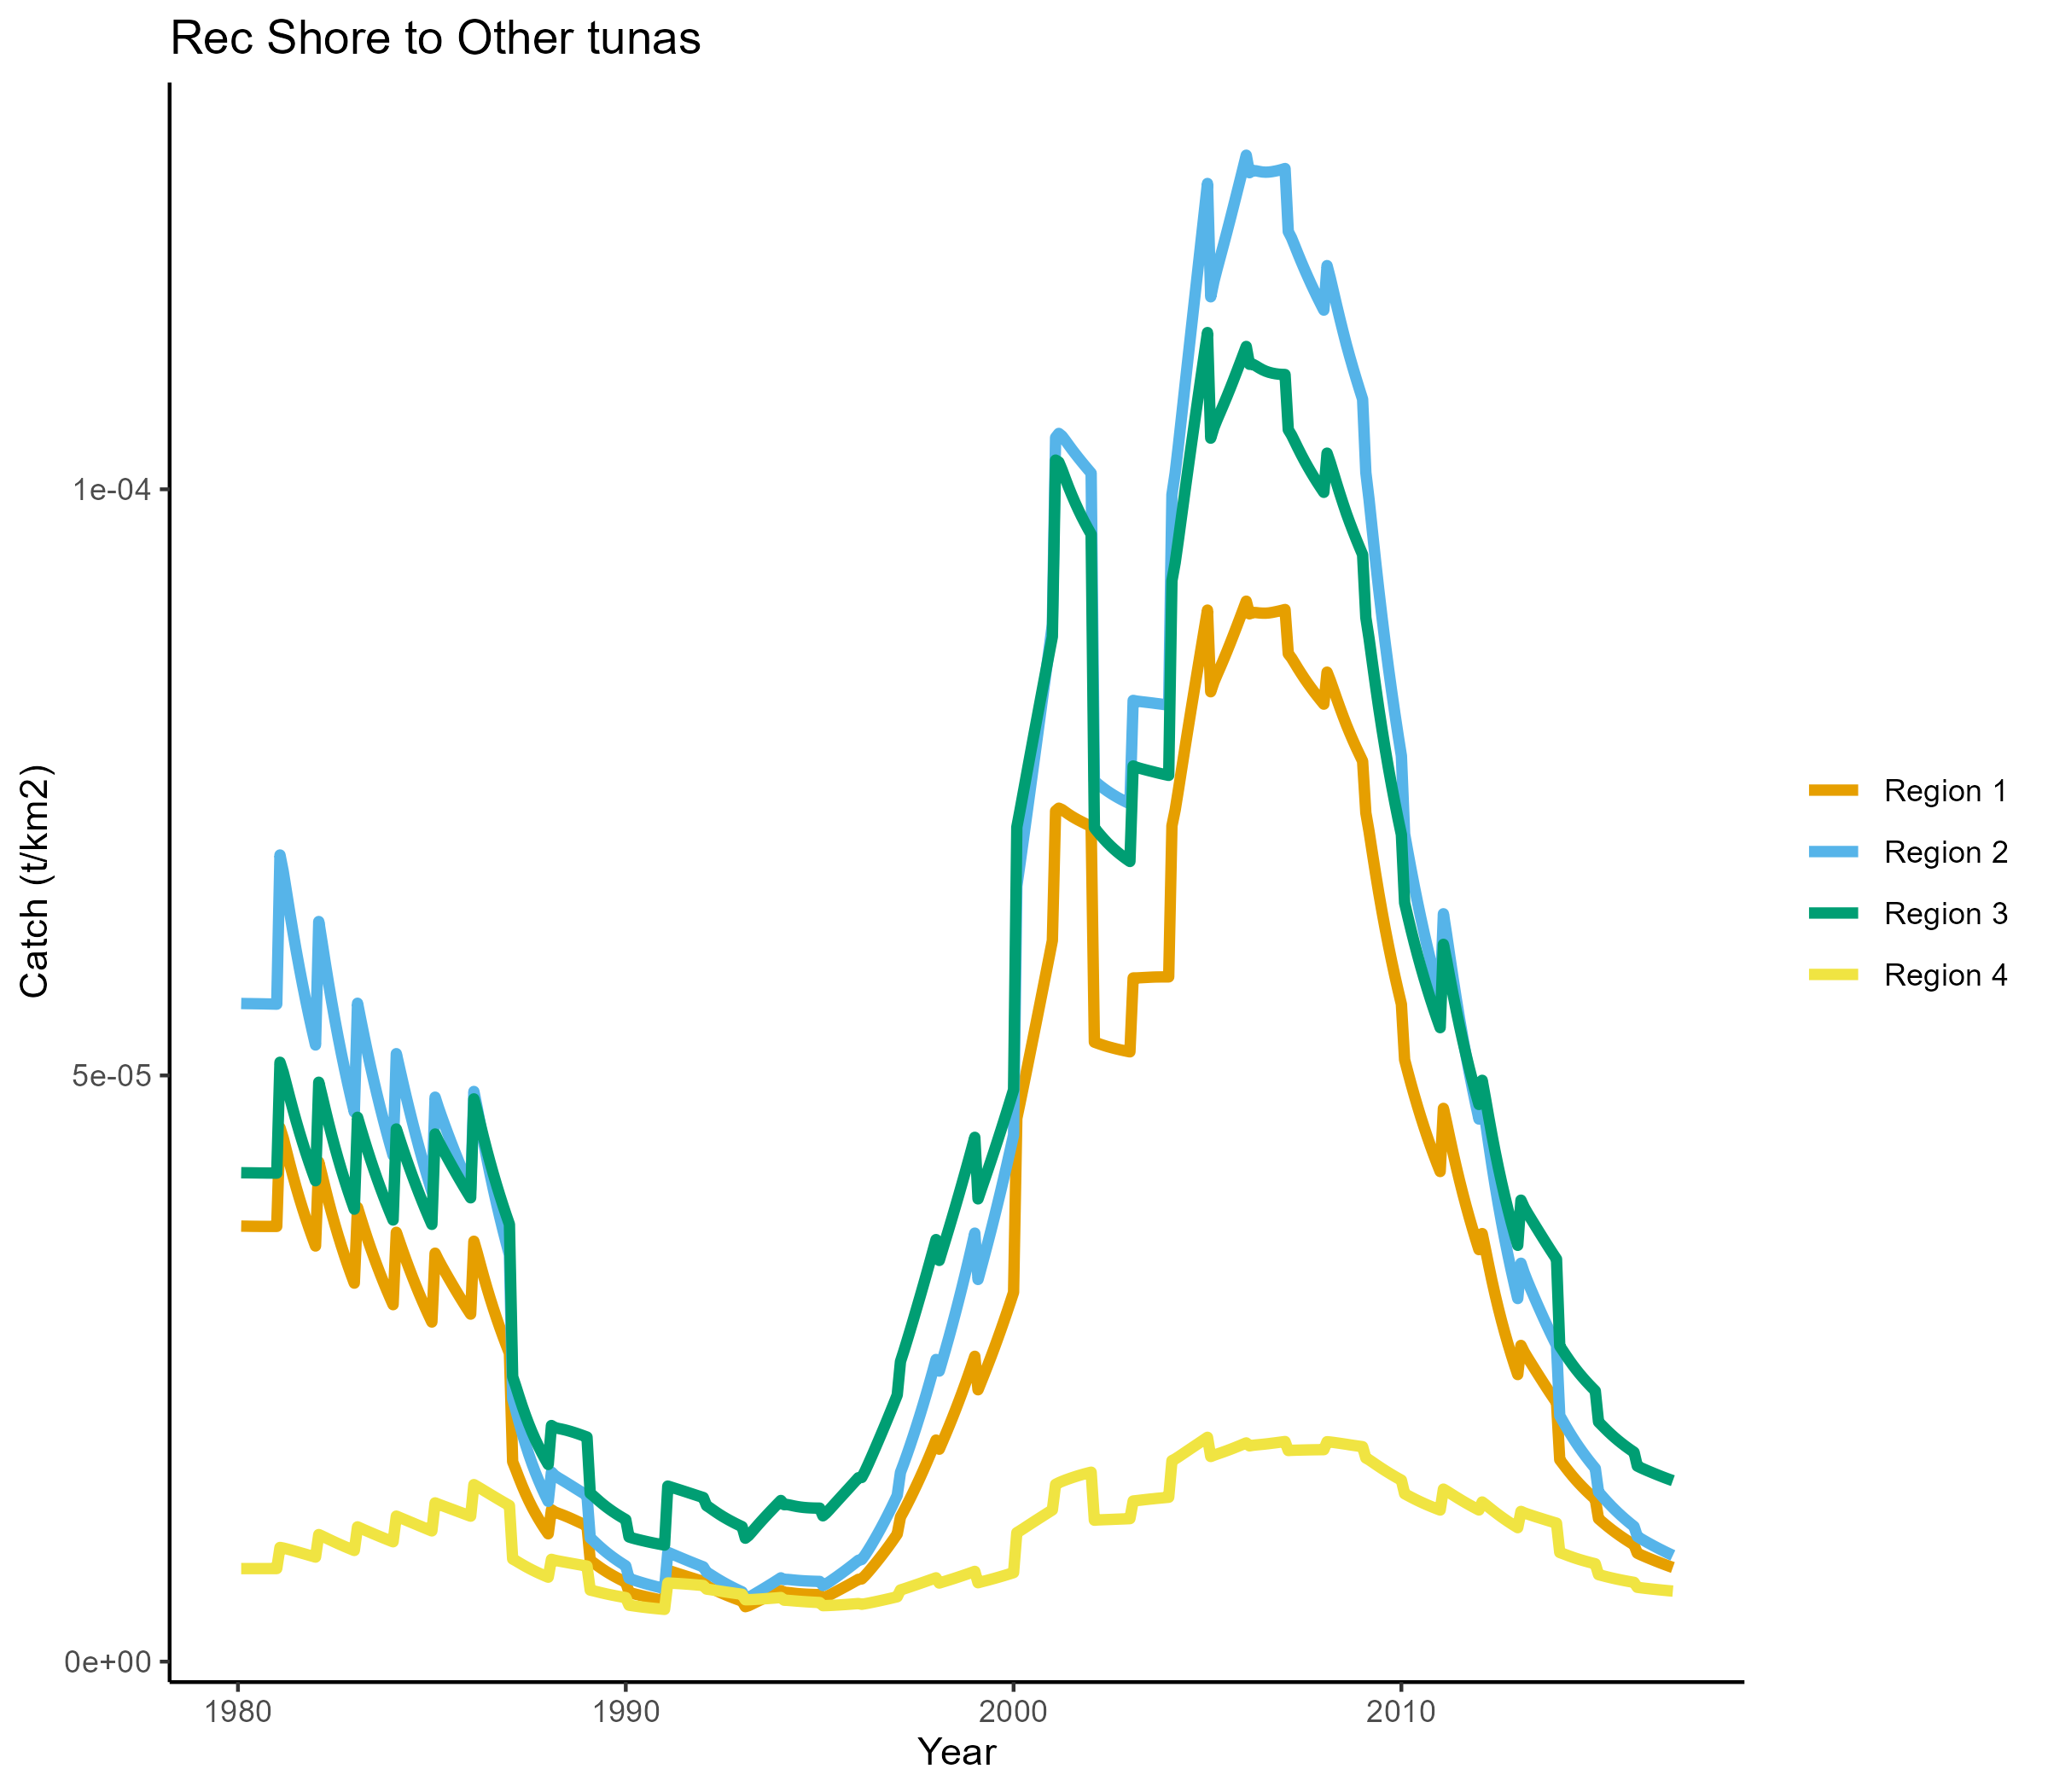 Rec Shore to Other tunas
Catch (t/km2)
1e-04
5e-05
0e+00
1980 1990 2000 2010
Year
Region 1
Region 2
Region 3
Region 4